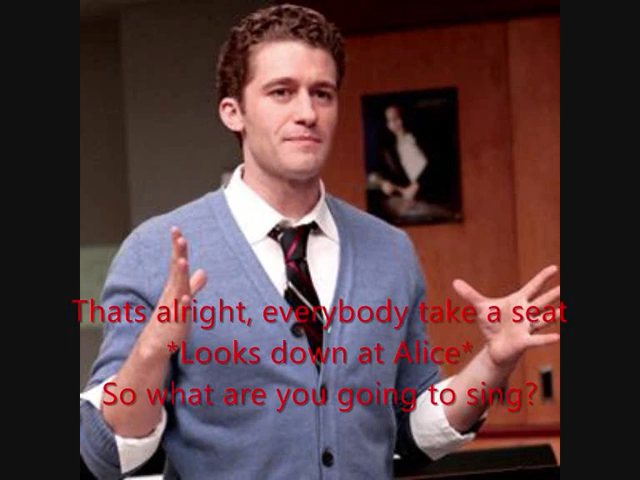 Thats alright, everybody take a seat
*Looks down at Alice*
So what are you going to sing?